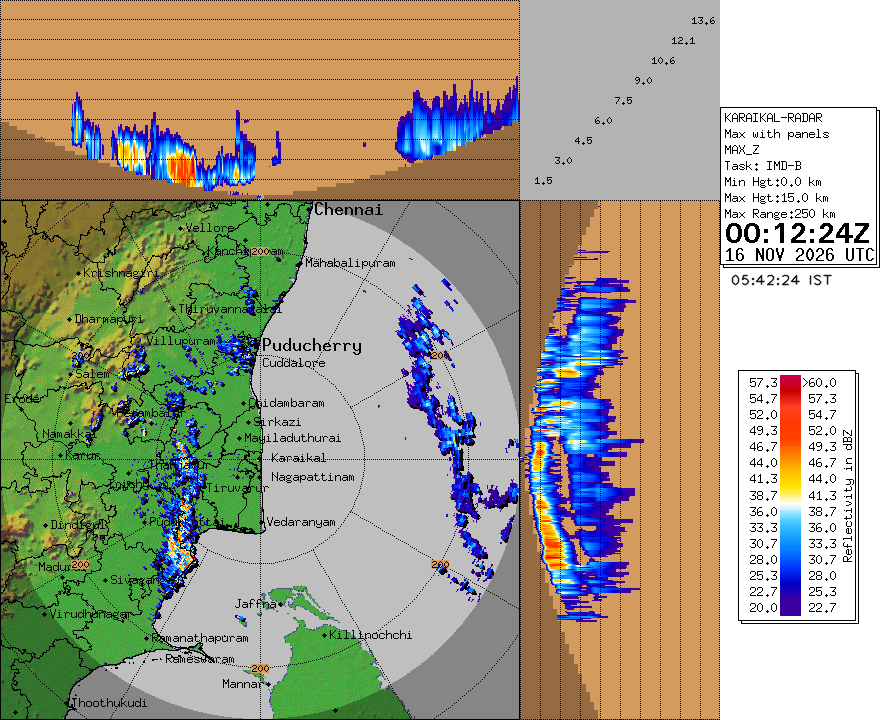 13.6
12.1
10.6
9.0
7.5
6.0
4.5
3.0
1.5
KARAIKAL-RADAR
Max with panels
MAX_Z
Task: IMD-B
Min Hgt:0.0 km
Max Hgt:15.0 km
Max Range:250 km
00:12:24Z
16 NOV 2026 UTC
05:42:24 IST
Chennai
Vellore
200
Mahabalipuram
Krishnagiri
Thiruvannamalai
Dharmapuri
Villupuram
Puducherry
200
200
Cuddalore
Salem
Erode
Chidambaram
Perambalur
Sirkazi
Namakkal
Mayiladuthurai
Karur
Karaikal
Thanjavur
Nagapattinam
Tiruvarur
Pudukottai
Vedaranyam
Dindigul
Madurai
200
200
Sivagangai
Jaffna
Virudhunagar
Ramanathapuram
Killinochchi
Rameswaram
200
Mannar
Thoothukudi
57.3 >60.0
54.7 57.3
52.0 54.7
49.3 52.0
46.7 49.3
44.0 46.7
41.3 44.0
38.7 41.3
36.0 38.7
33.3 36.0
30.7 33.3
28.0 30.7
25.3 28.0
22.7 25.3
20.0 22.7
Reflectivity in dBZ